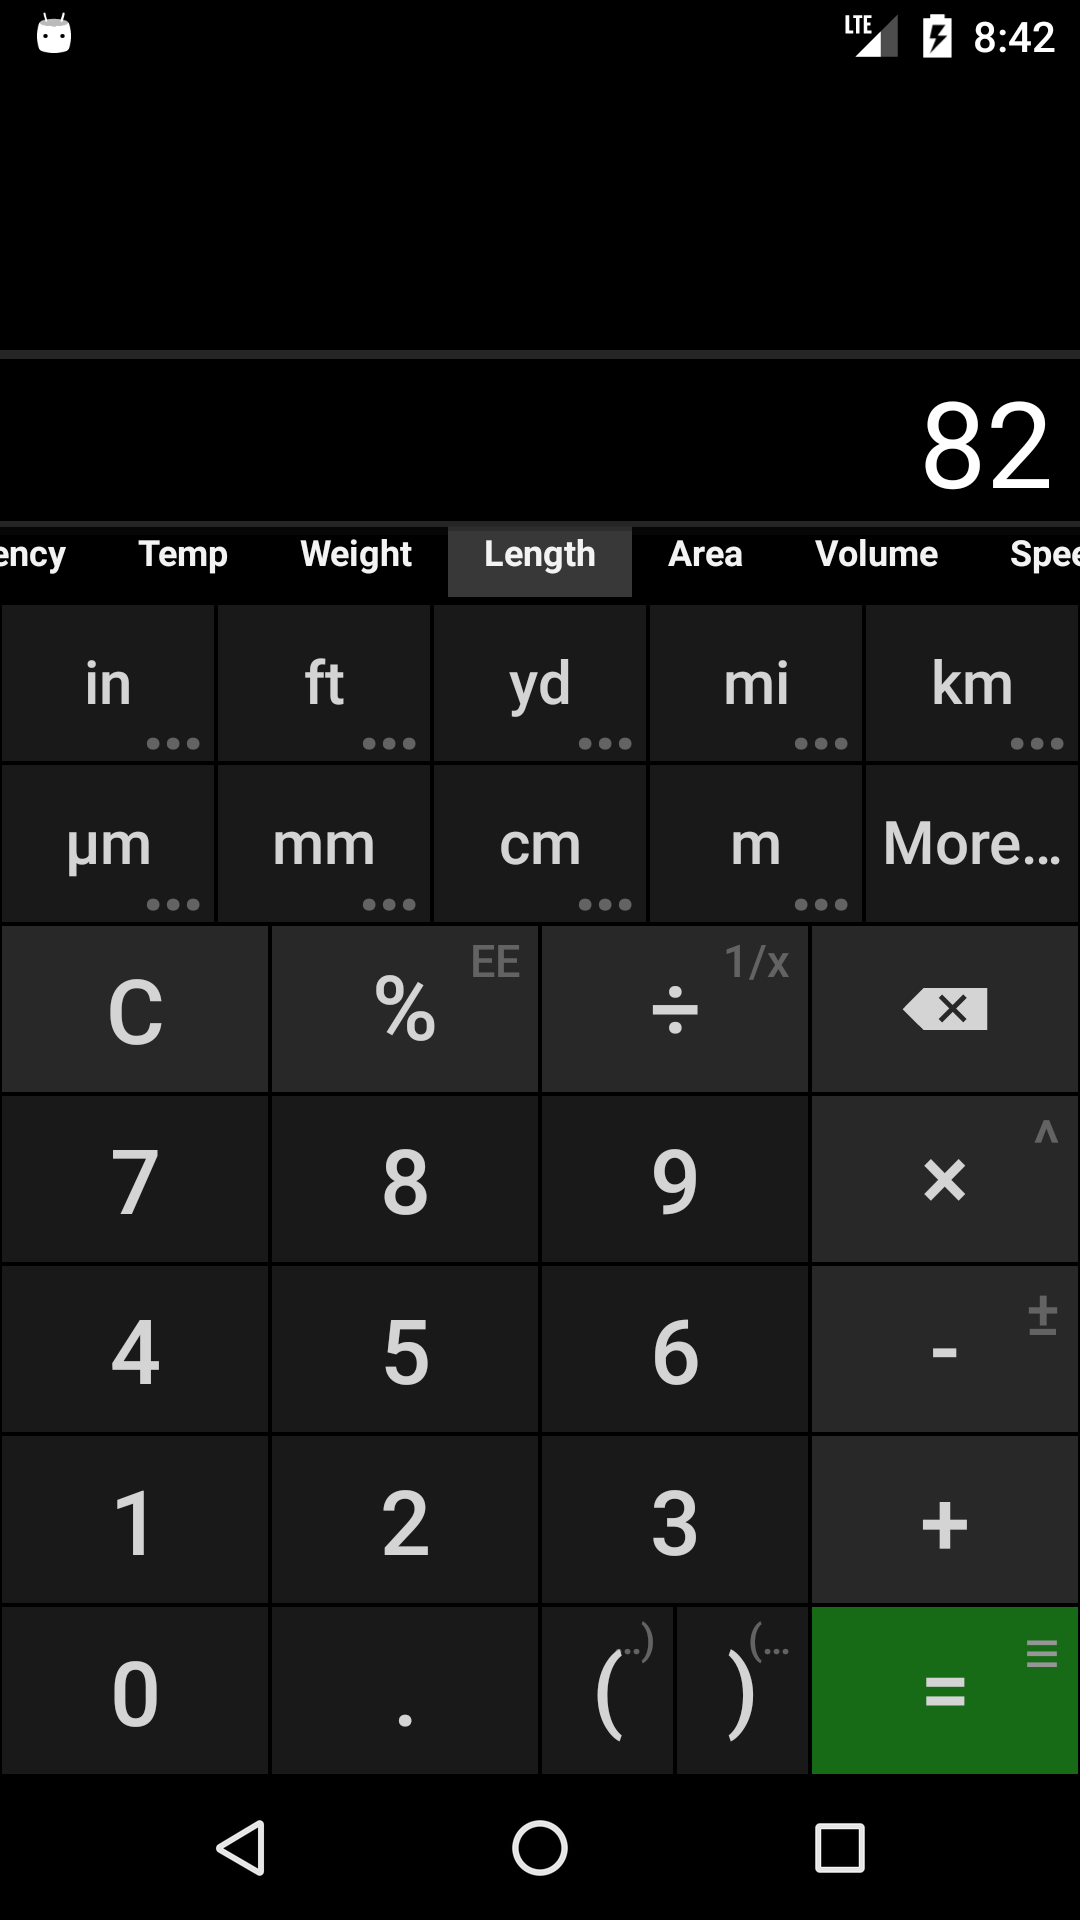 LTE 8:42
82
ency Temp Weight Length Area Volume Spee
in ft yd mi km
µm mm cm m More...
C % EE ÷ 1/x
7 8 9 × ^
4 5 6 - ±
1 2 3 +
0 . ( ..) ) (... =